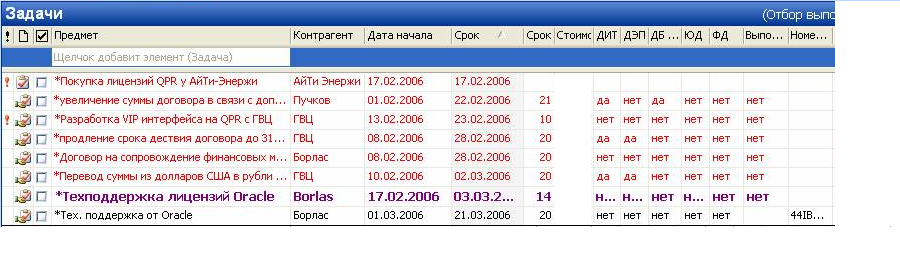 Задачи (Отбор выпо
! Предмет Контрагент Дата начала Срок Срок Стоимо ДИТ ДЭП ДБ ... ЮД ФД Выпо... Номе...
Щелчок добавит элемент (Задача)
! *Покупка лицензий QPR у АйТи-Энержи АйТи Энержи 17.02.2006 17.02.2006
*увеличение суммы договора в связи с доп... Пучков 01.02.2006 22.02.2006 21 да нет да нет нет нет
! *Разработка VIP интерфейса на QPR с ГВЦ ГВЦ 13.02.2006 23.02.2006 10 нет нет нет нет нет нет
*продление срока дествия договора до 31... ГВЦ 08.02.2006 28.02.2006 20 да да нет нет нет нет
*Договор на сопровождение финансовых м... Борлас 08.02.2006 28.02.2006 20 нет нет нет нет нет нет
*Перевод суммы из долларов США в рубли ... ГВЦ 10.02.2006 02.03.2006 20 да да нет нет нет нет
*Техподдержка лицензий Oracle Borlas 17.02.2006 03.03.2... 14 н... нет нет н... нет нет
*Тех. поддержка от Oracle Борлас 01.03.2006 21.03.2006 20 нет нет нет нет нет нет 44IB...